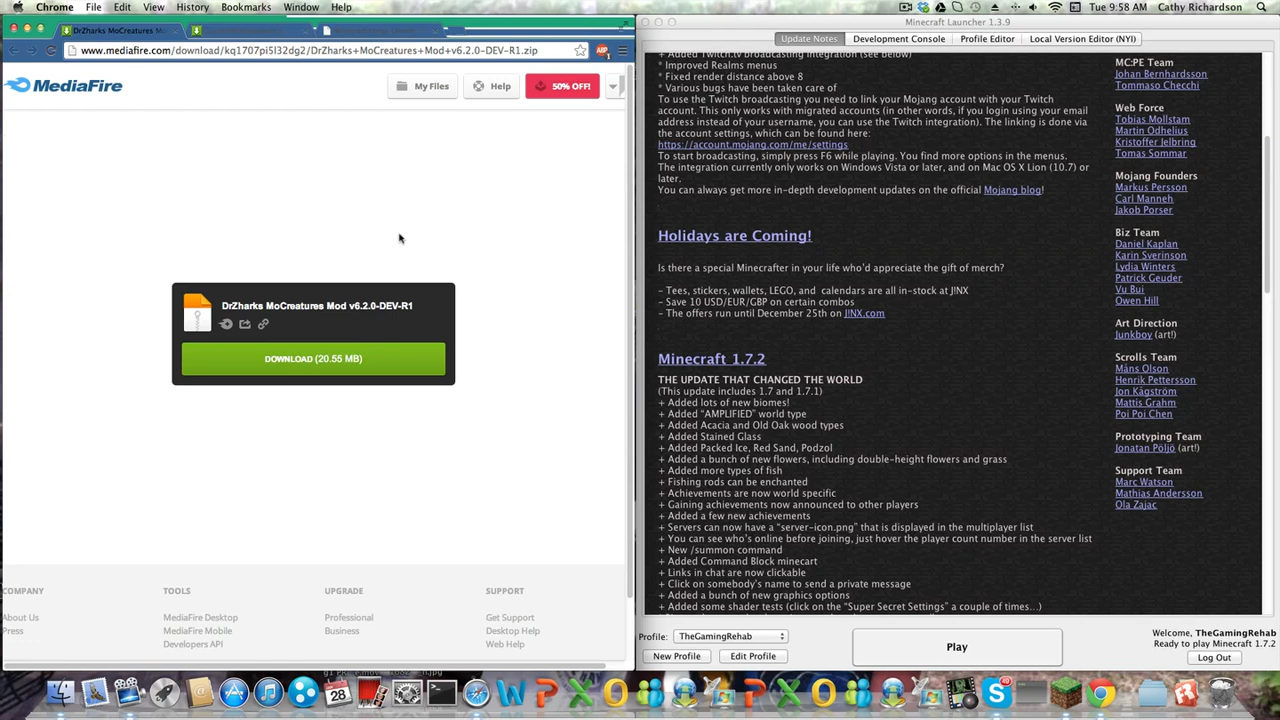 Chrome File Edit View History Bookmarks Window Help
Tue 9:58 AM Cathy Richardson
DrZharks MoCreatures Mo
www.mediafire.com/download/kq1707pi5l32dg2/DrZharks+MoCreatures+Mod+v6.2.0-DEV-R1.zip
MediaFire
My Files
Help
50% OFF!
DrZharks MoCreatures Mod v6.2.0-DEV-R1
DOWNLOAD (20.55 MB)
COMPANY
About Us
Press
TOOLS
MediaFire Desktop
MediaFire Mobile
Developers API
UPGRADE
Professional
Business
SUPPORT
Get Support
Desktop Help
Web Help
Minecraft Launcher 1.3.9
Update Notes Development Console Profile Editor Local Version Editor (NYI)
+ Added Twitch.tv broadcasting integration (see below)
* Improved Realms menus
* Fixed render distance above 8
* Various bugs have been taken care of
To use the Twitch broadcasting you need to link your Mojang account with your Twitch
account. This only works with migrated accounts (in other words, if you login using your email
address instead of your username, you can use the Twitch integration). The linking is done via
the account settings, which can be found here:
https://account.mojang.com/me/settings
To start broadcasting, simply press F6 while playing. You find more options in the menus.
The integration currently only works on Windows Vista or later, and on Mac OS X Lion (10.7) or
later.
You can always get more in-depth development updates on the official Mojang blog!
Holidays are Coming!
Is there a special Minecrafter in your life who'd appreciate the gift of merch?
- Tees, stickers, wallets, LEGO, and calendars are all in-stock at J!NX
- Save 10 USD/EUR/GBP on certain combos
- The offers run until December 25th on J!NX.com
Minecraft 1.7.2
THE UPDATE THAT CHANGED THE WORLD
(This update includes 1.7 and 1.7.1)
+ Added lots of new biomes!
+ Added "AMPLIFIED" world type
+ Added Acacia and Old Oak wood types
+ Added Stained Glass
+ Added Packed Ice, Red Sand, Podzol
+ Added a bunch of new flowers, including double-height flowers and grass
+ Added more types of fish
+ Fishing rods can be enchanted
+ Achievements are now world specific
+ Gaining achievements now announced to other players
+ Added a few new achievements
+ Servers can now have a "server-icon.png" that is displayed in the multiplayer list
+ You can see who's online before joining, just hover the player count number in the server list
+ New /summon command
+ Added Command Block minecart
+ Links in chat are now clickable
+ Click on somebody's name to send a private message
+ Added a bunch of new graphics options
+ Added some shader tests (click on the "Super Secret Settings" a couple of times...)
MC:PE Team
Johan Bernhardsson
Tommaso Checchi
Web Force
Tobias Mollstam
Martin Odhelius
Kristoffer Jelbring
Tomas Sommar
Mojang Founders
Markus Persson
Carl Manneh
Jakob Porser
Biz Team
Daniel Kaplan
Karin Sverinson
Lydia Winters
Patrick Geuder
Vu Bui
Owen Hill
Art Direction
Junkboy (art!)
Scrolls Team
Måns Olson
Henrik Pettersson
Jon Kågström
Mattis Grahm
Poi Poi Chen
Prototyping Team
Jonatan Pöljö (art!)
Support Team
Marc Watson
Mathias Andersson
Ola Zajac
Profile: TheGamingRehab
New Profile Edit Profile
Play
Welcome, TheGamingRehab
Ready to play Minecraft 1.7.2
Log Out